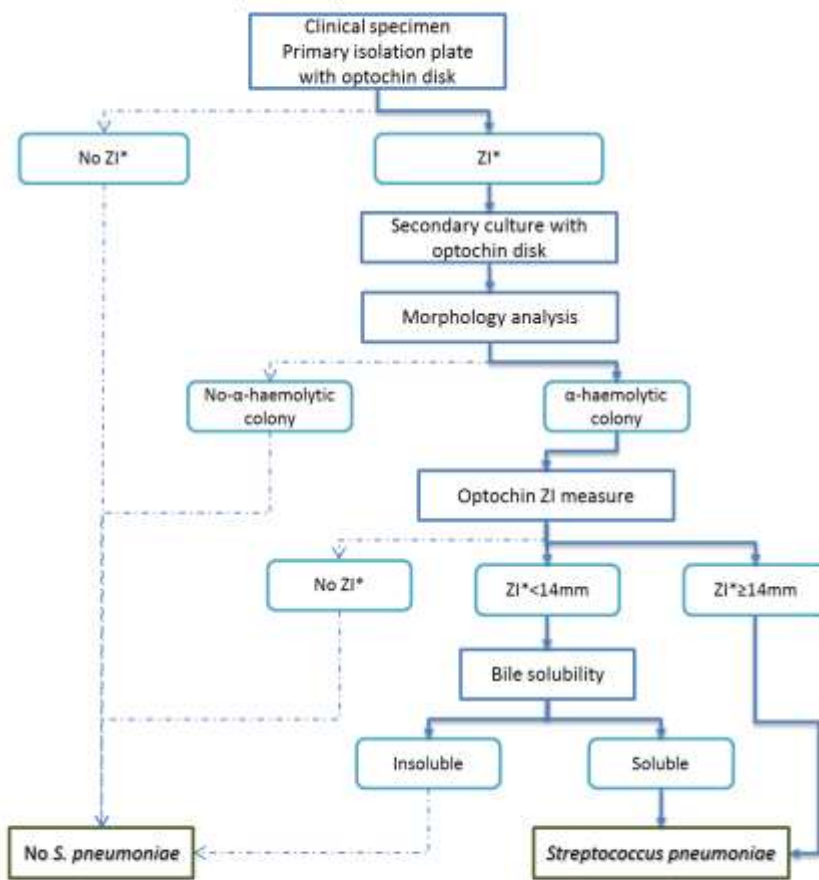 Clinical specimen
Primary isolation plate
with optochin disk
No ZI*
ZI*
Secondary culture with
optochin disk
Morphology analysis
No-α-haemolytic
colony
α-haemolytic
colony
Optochin ZI measure
No ZI*
ZI*<14mm
ZI*≥14mm
Bile solubility
Insoluble
Soluble
No S. pneumoniae
Streptococcus pneumoniae